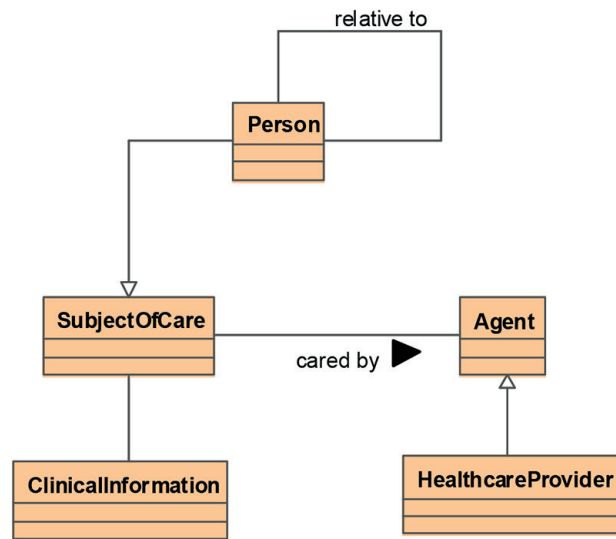 relative to
Person
SubjectOfCare
Agent
cared by
ClinicalInformation
HealthcareProvider